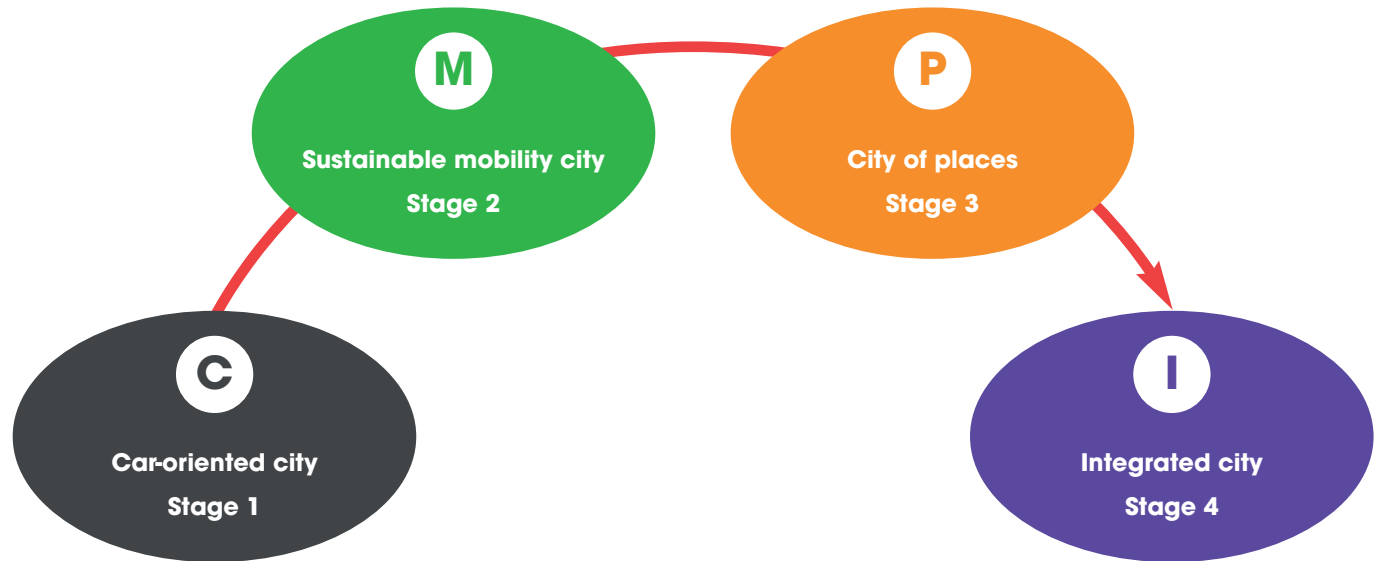 C
Car-oriented city
Stage 1
M
Sustainable mobility city
Stage 2
P
City of places
Stage 3
I
Integrated city
Stage 4